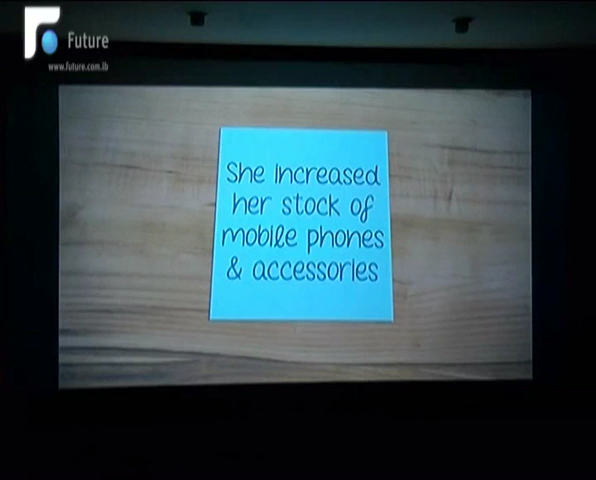 Future
www.future.com.lb
She increased
her stock of
mobile phones
& accessories